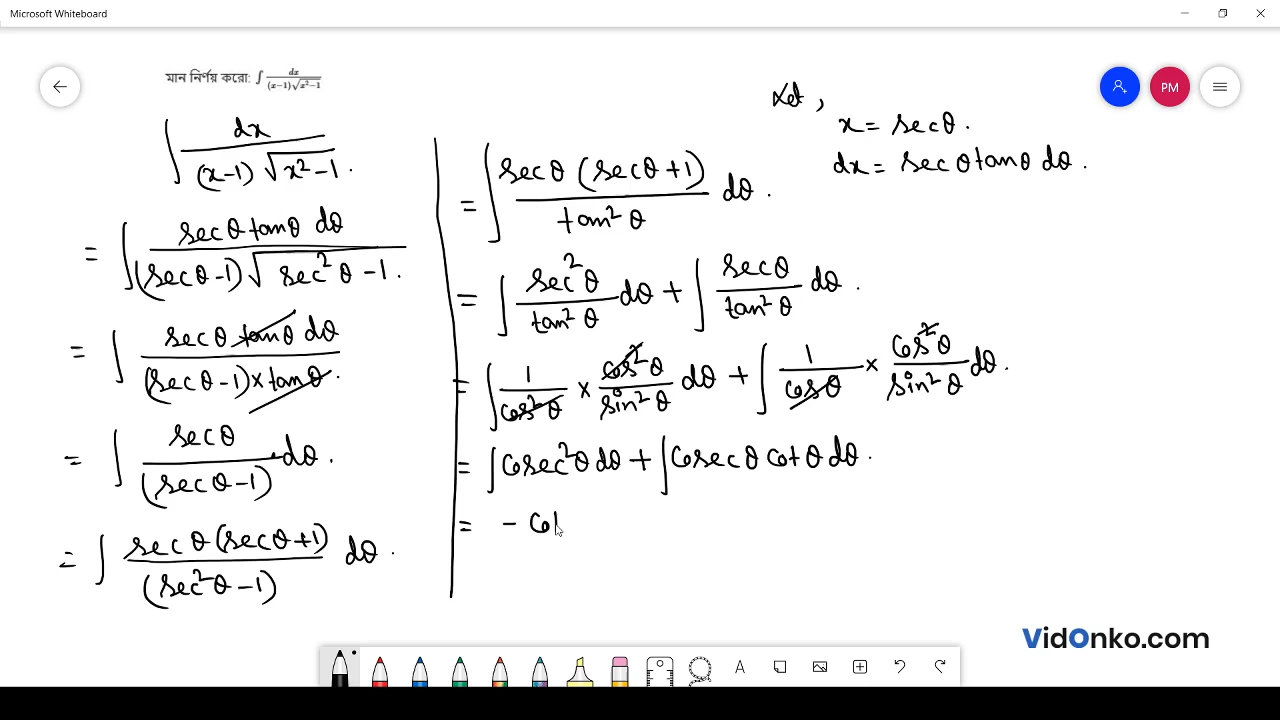 Microsoft Whiteboard
মান নির্ণয় করো: ∫ dx/((x−1)√(x²−1))
PM
Let,
x = secθ.
dx = secθ tanθ dθ.
∫ dx/((x−1)√(x²−1)).
= ∫ secθ tanθ dθ/((secθ−1)√(sec²θ−1)).
= ∫ secθ tanθ dθ/((secθ−1)×tanθ).
= ∫ secθ/(secθ−1) dθ.
= ∫ secθ(secθ+1)/(sec²θ−1) dθ.
= ∫ secθ(secθ+1)/tan²θ dθ.
= ∫ sec²θ/tan²θ dθ + ∫ secθ/tan²θ dθ.
= ∫ 1/cos²θ × cos²θ/sin²θ dθ + ∫ 1/cosθ × cos²θ/sin²θ dθ.
= ∫ cosec²θ dθ + ∫ cosecθ cotθ dθ.
= − cot
VidOnko.com
A